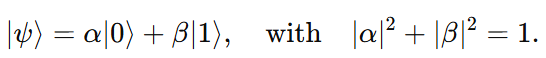 |ψ⟩ = α|0⟩ + β|1⟩, with |α|² + |β|² = 1.